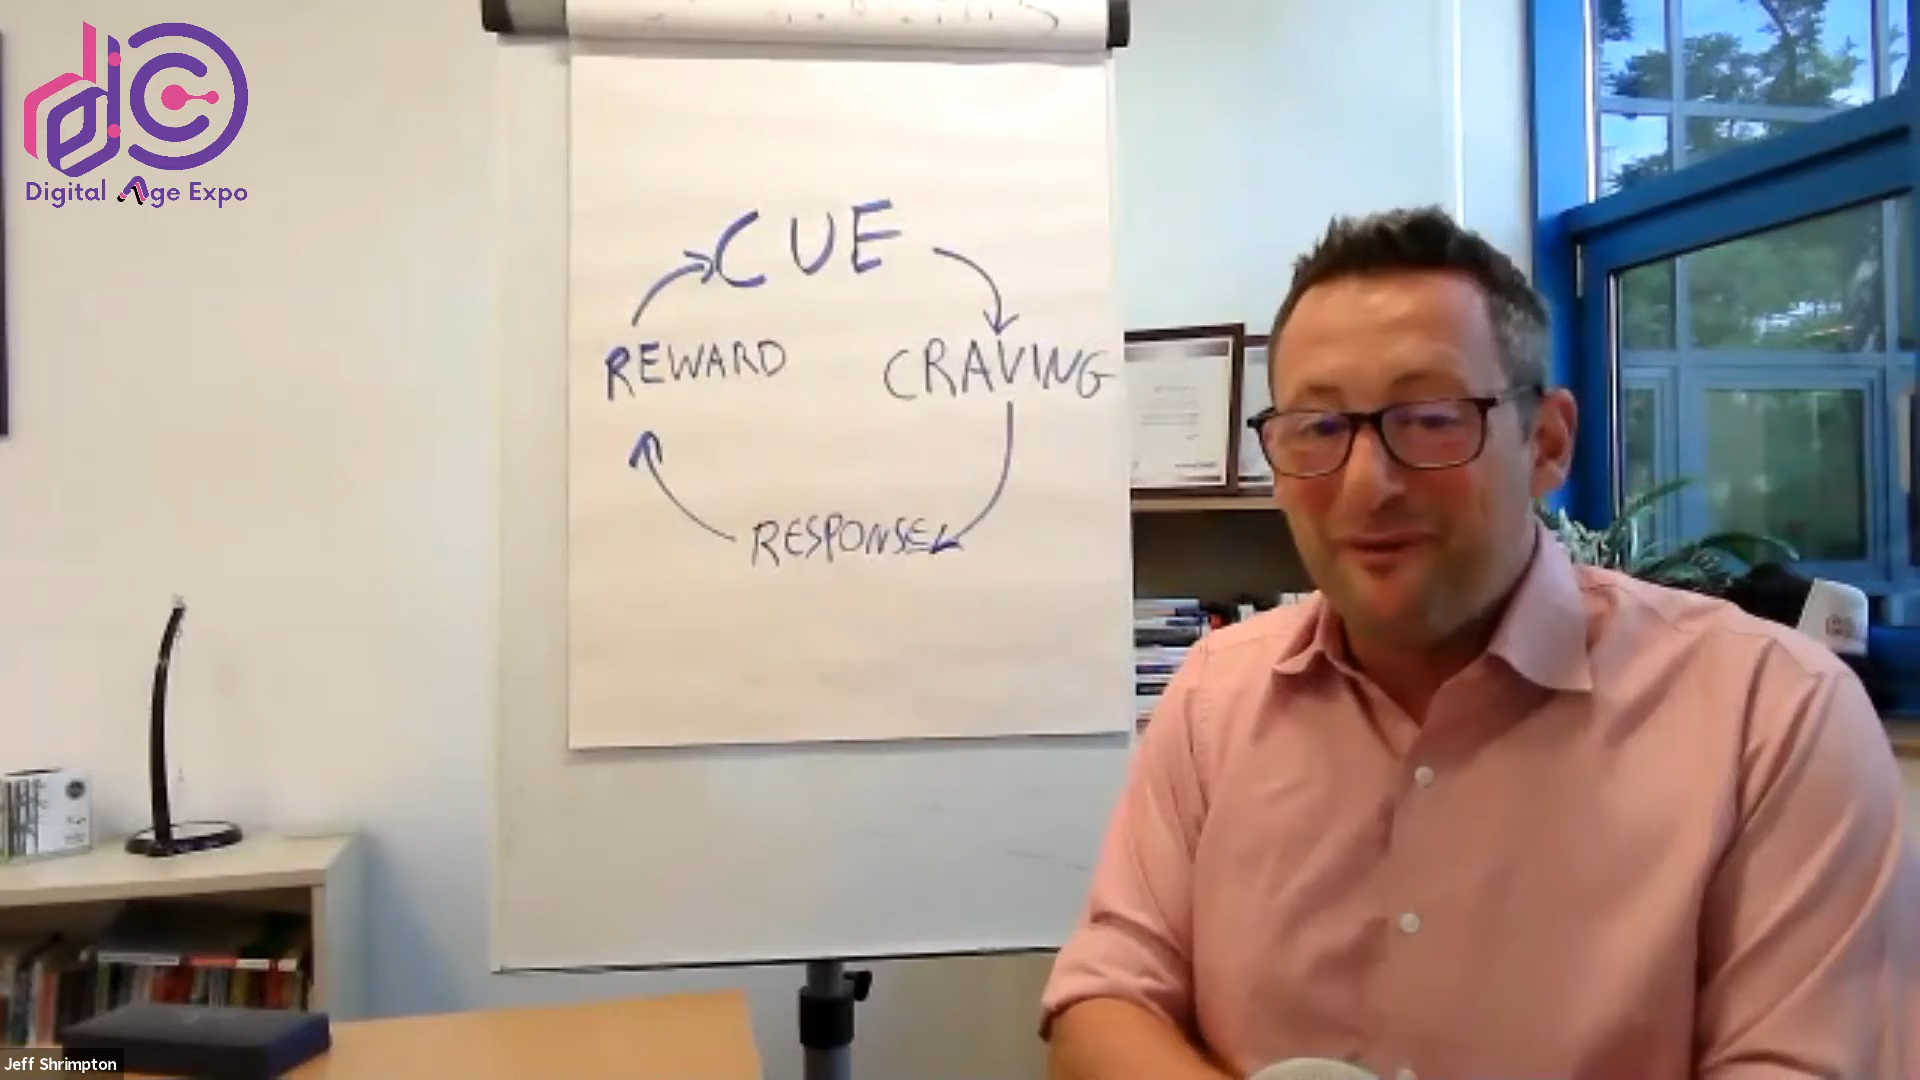 Digital Age Expo
CUE
REWARD CRAVING
RESPONSE
Jeff Shrimpton